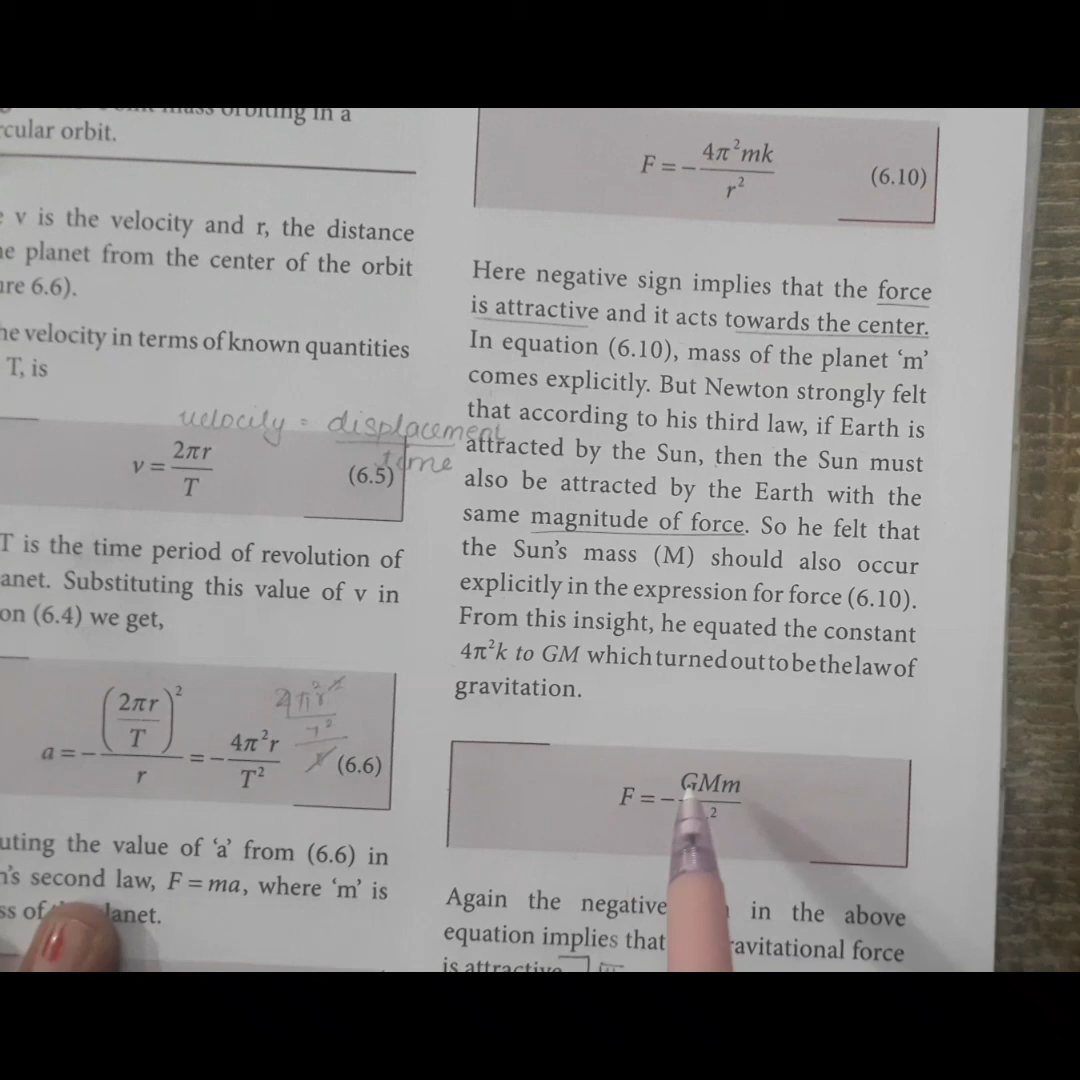 mass orbiting in a
circular orbit.
v is the velocity and r, the distance
planet from the center of the orbit
6.6).
velocity in terms of known quantities
T, is
velocity = displacement
time
v = 2πr / T (6.5)
T is the time period of revolution of
Substituting this value of v in
(6.4) we get,
a = -(2πr / T)² / r = -4π²r / T² (6.6)
the value of 'a' from (6.6) in
second law, F = ma, where 'm' is
of
F = -4π²mk / r² (6.10)
Here negative sign implies that the force
is attractive and it acts towards the center.
In equation (6.10), mass of the planet 'm'
comes explicitly. But Newton strongly felt
that according to his third law, if Earth is
attracted by the Sun, then the Sun must
also be attracted by the Earth with the
same magnitude of force. So he felt that
the Sun's mass (M) should also occur
explicitly in the expression for force (6.10).
From this insight, he equated the constant
4π²k to GM which turned out to be the law of
gravitation.
F = -GMm / ²
Again the negative in the above
equation implies that gravitational force
is attractive